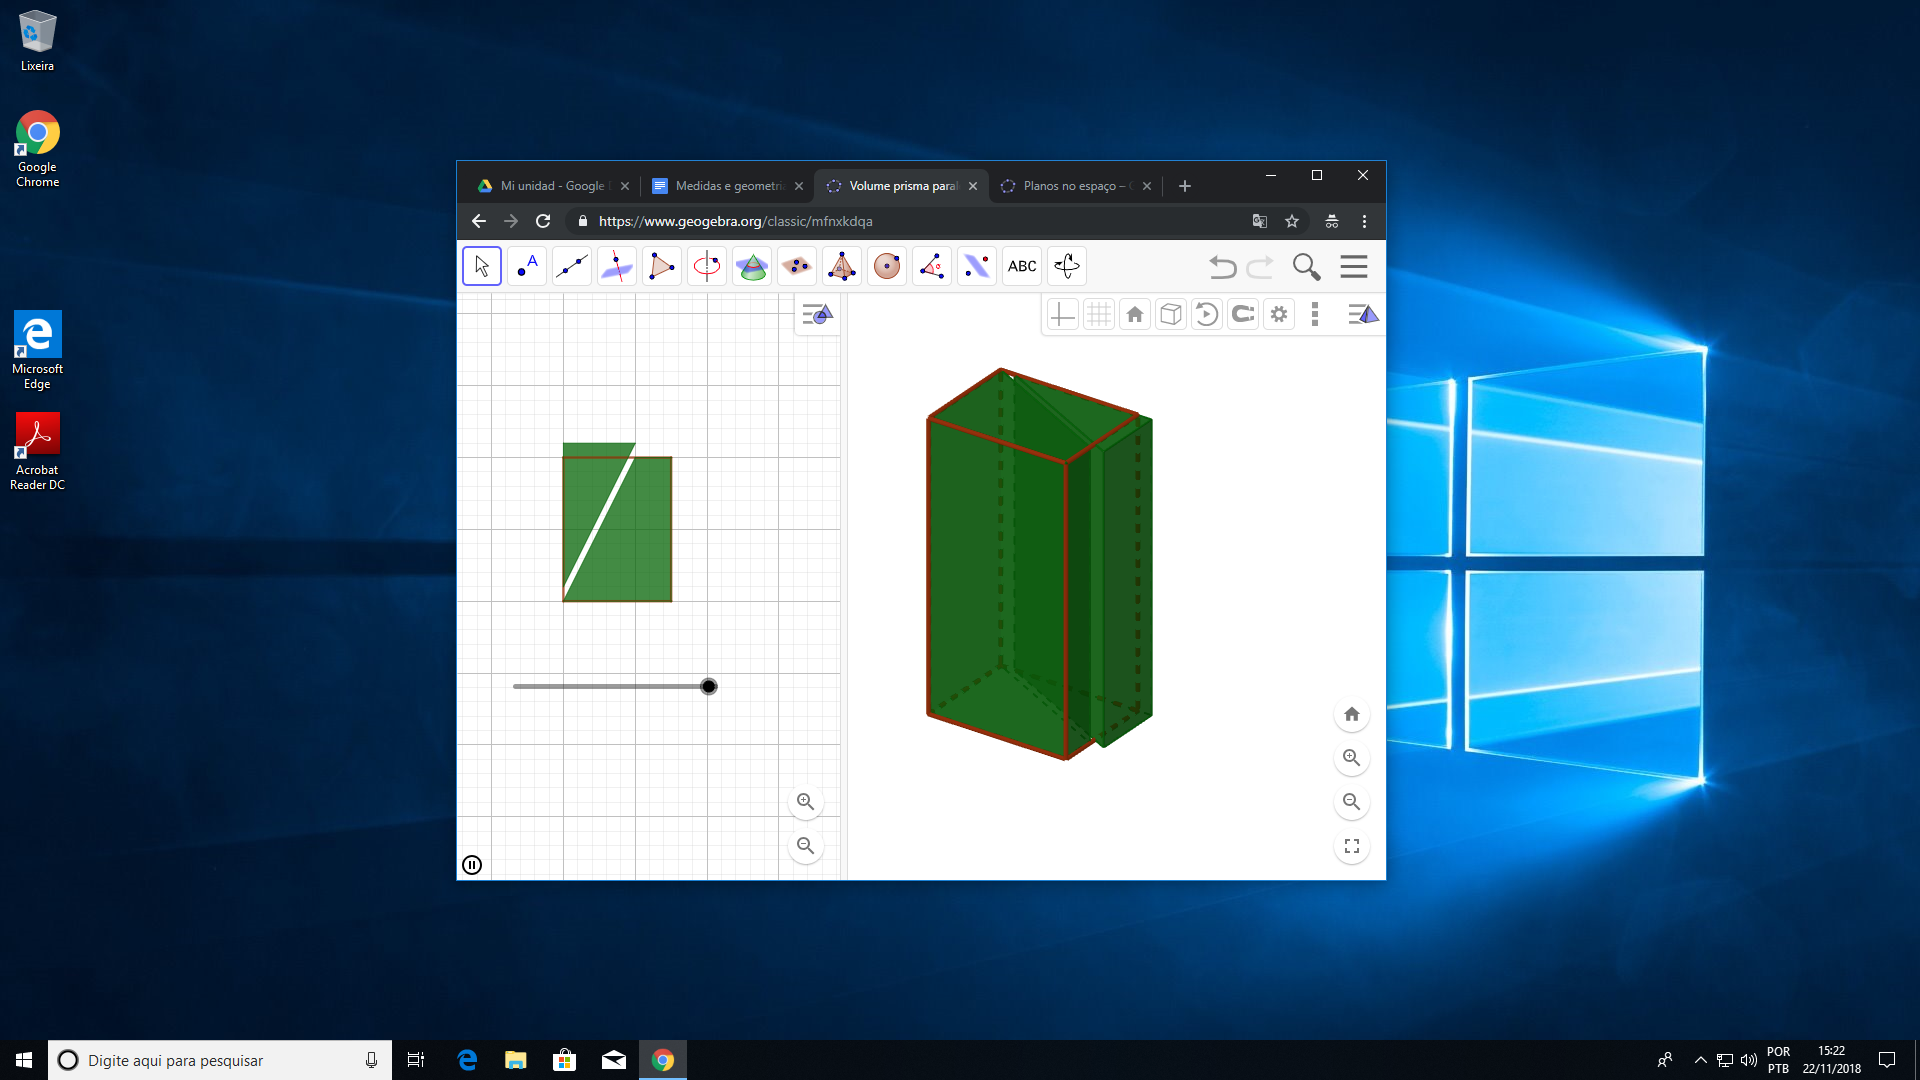 Lixeira
Google
Chrome
Microsoft
Edge
Acrobat
Reader DC
Mi unidad - Google
Medidas e geometri
Volume prisma paral
Planos no espaço –
https://www.geogebra.org/classic/mfnxkdqa
A
ABC
Digite aqui para pesquisar
POR
PTB
15:22
22/11/2018